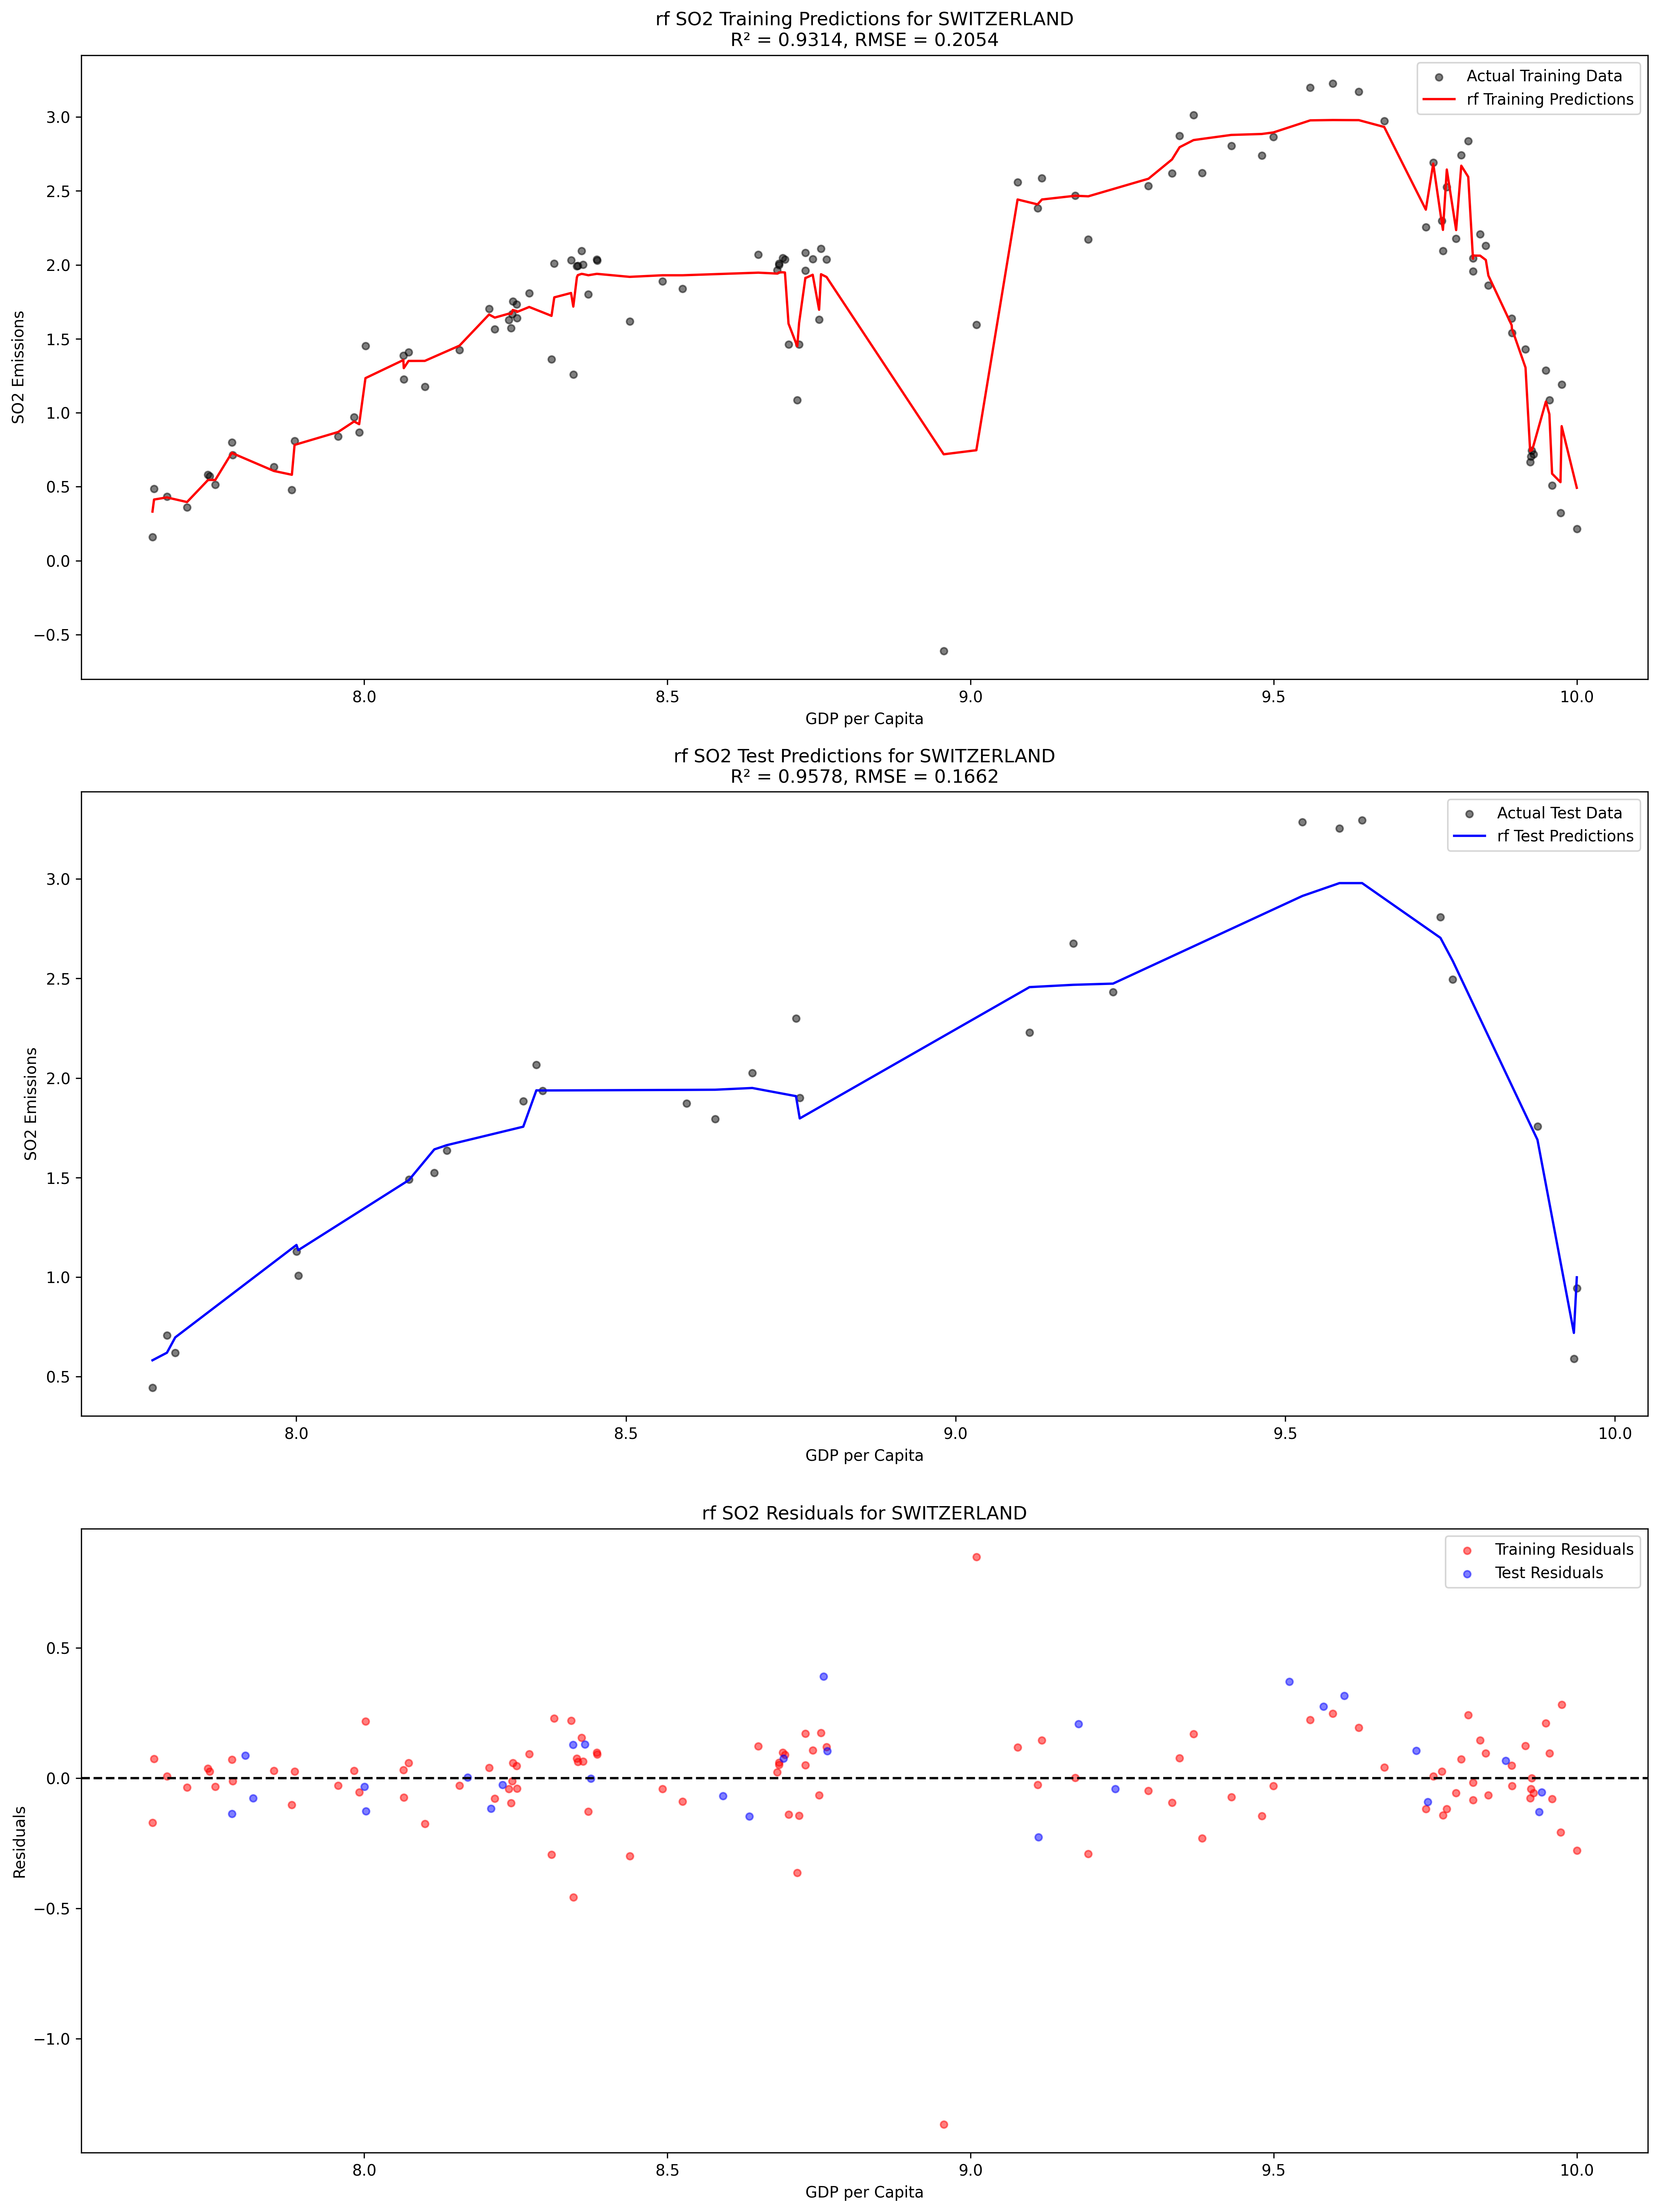 rf SO2 Training Predictions for SWITZERLAND
R² = 0.9314, RMSE = 0.2054
Actual Training Data
rf Training Predictions
SO2 Emissions
3.0
2.5
2.0
1.5
1.0
0.5
0.0
−0.5
8.0 8.5 9.0 9.5 10.0
GDP per Capita
rf SO2 Test Predictions for SWITZERLAND
R² = 0.9578, RMSE = 0.1662
Actual Test Data
rf Test Predictions
SO2 Emissions
3.0
2.5
2.0
1.5
1.0
0.5
8.0 8.5 9.0 9.5 10.0
GDP per Capita
rf SO2 Residuals for SWITZERLAND
Training Residuals
Test Residuals
Residuals
0.5
0.0
−0.5
−1.0
8.0 8.5 9.0 9.5 10.0
GDP per Capita